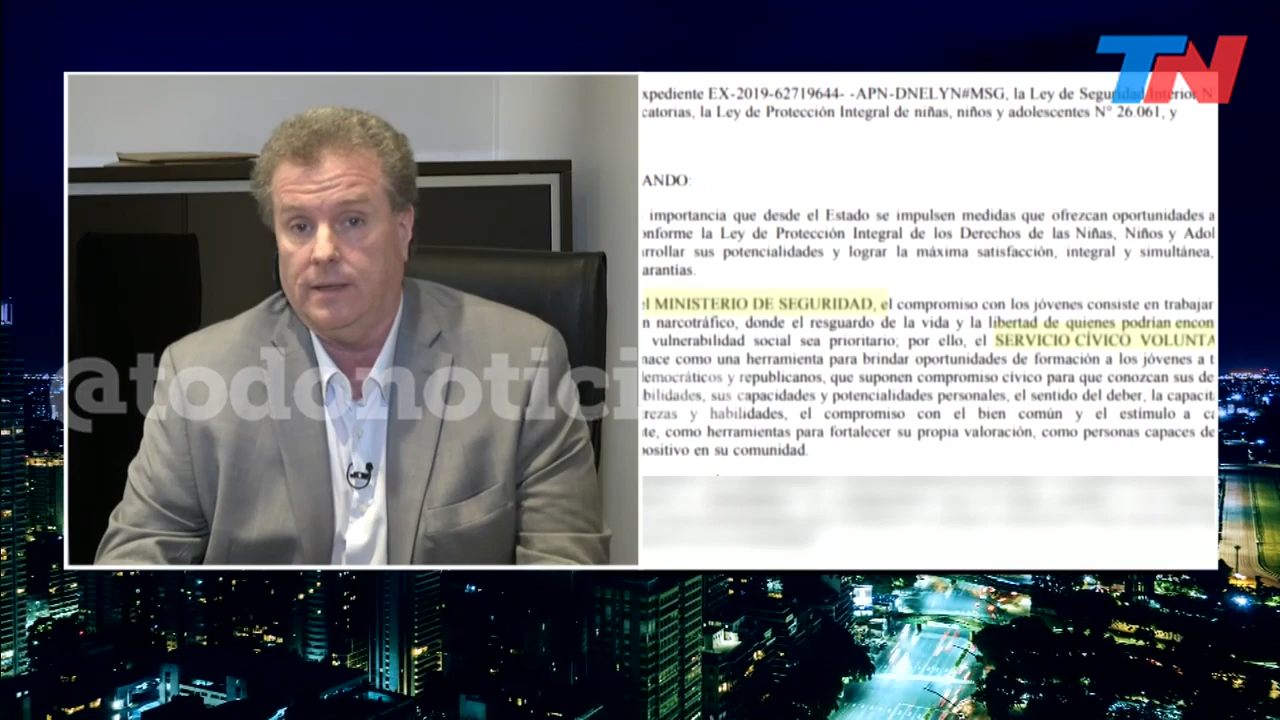 TN
xpediente EX-2019-62719644- -APN-DNELYN#MSG, la Ley de Seguridad Interior N
catorias, la Ley de Protección Integral de niñas, niños y adolescentes N° 26.061, y
ANDO:
importancia que desde el Estado se impulsen medidas que ofrezcan oportunidades a
onforme la Ley de Protección Integral de los Derechos de las Niñas, Niños y Adol
arrollar sus potencialidades y lograr la máxima satisfacción, integral y simultánea,
arantías.
el MINISTERIO DE SEGURIDAD, el compromiso con los jóvenes consiste en trabajar
n narcotráfico, donde el resguardo de la vida y la libertad de quienes podrían encon
vulnerabilidad social sea prioritario; por ello, el SERVICIO CÍVICO VOLUNTA
nace como una herramienta para brindar oportunidades de formación a los jóvenes a t
democráticos y republicanos, que suponen compromiso cívico para que conozcan sus de
bilidades, sus capacidades y potencialidades personales, el sentido del deber, la capacit
rezas y habilidades, el compromiso con el bien común y el estímulo a
te, como herramientas para fortalecer su propia valoración, como personas capaces de
positivo en su comunidad.
@todonotici